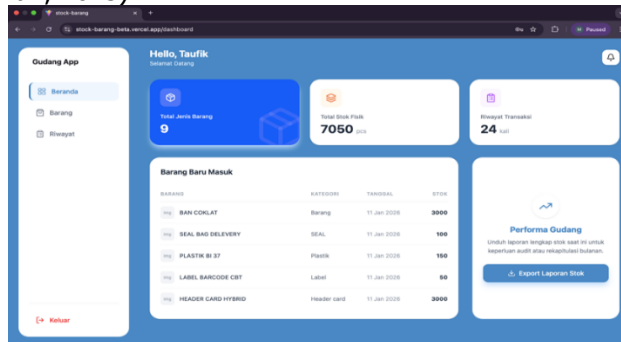 stock-barang
stock-barang-beta.vercel.app/dashboard
Paused
Gudang App
Beranda
Barang
Riwayat
Keluar
Hello, Taufik
Selamat Datang
Total Jenis Barang
9
Total Stok Fisik
7050 pcs
Riwayat Transaksi
24 kali
Barang Baru Masuk
BARANG KATEGORI TANGGAL STOK
img BAN COKLAT Barang 11 Jan 2026 3000
img SEAL BAG DELEVERY SEAL 11 Jan 2026 100
img PLASTIK BI 37 Plastik 11 Jan 2026 150
img LABEL BARCODE CBT Label 11 Jan 2026 50
img HEADER CARD HYBRID Header card 11 Jan 2026 3000
Performa Gudang
Unduh laporan lengkap stok saat ini untuk
keperluan audit atau rekapitulasi bulanan.
Export Laporan Stok